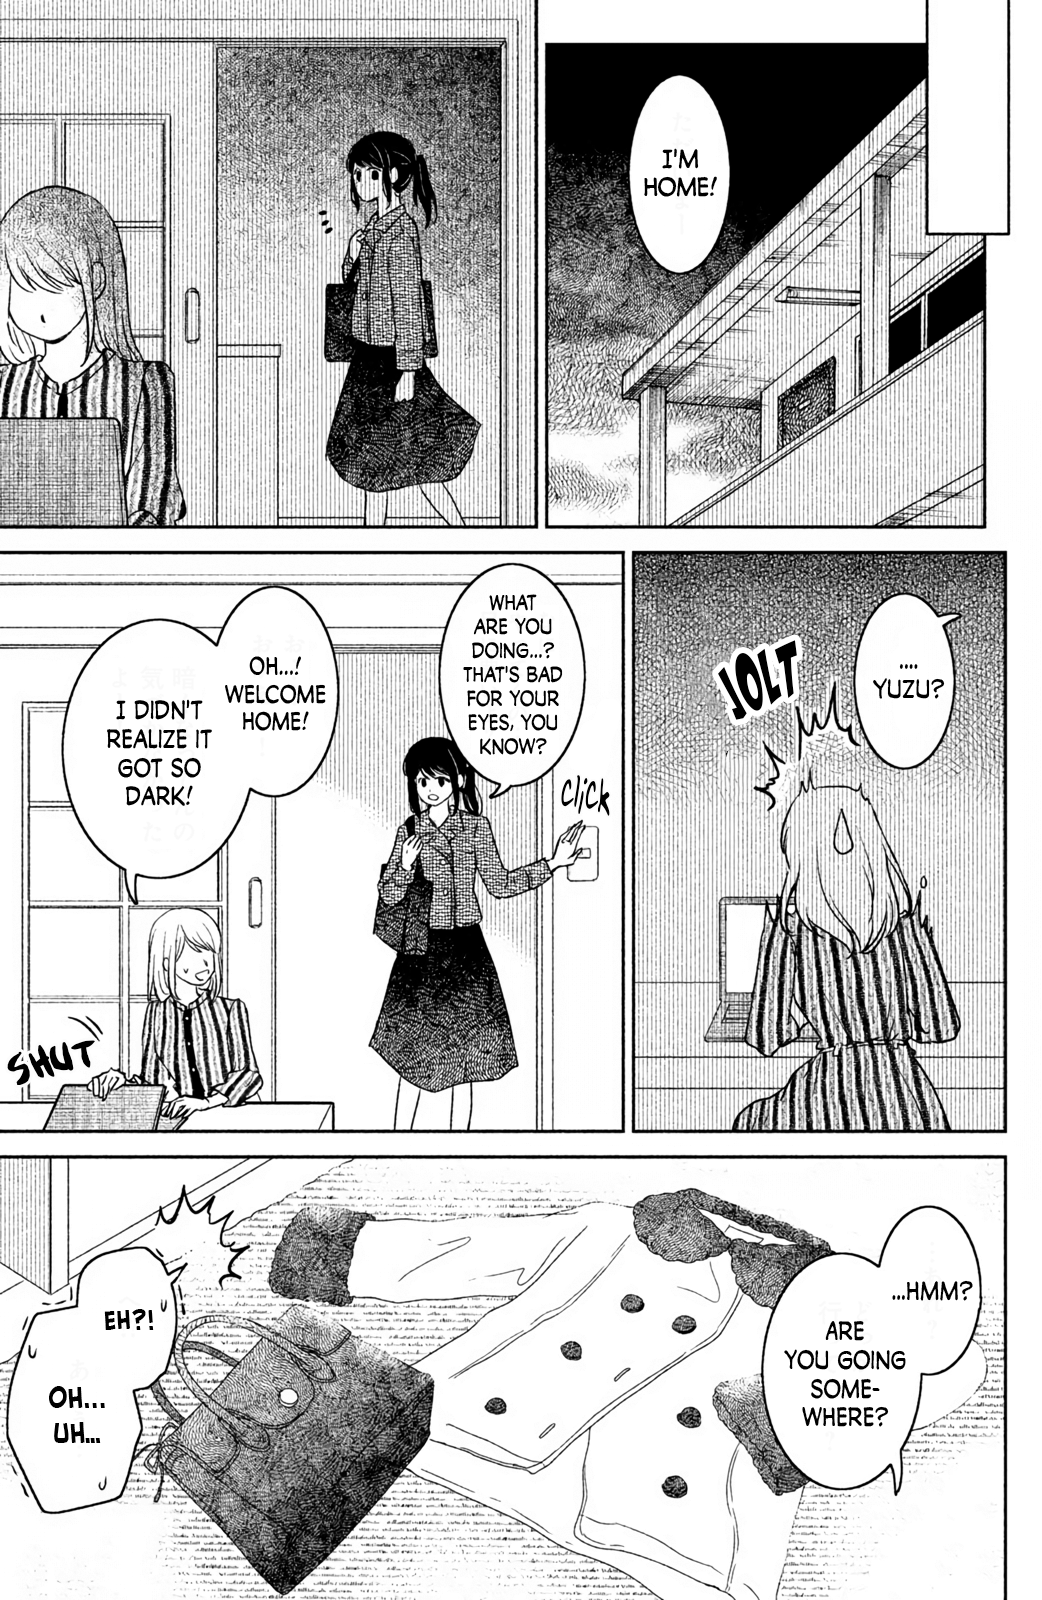 I'M
HOME!
....
YUZU?
JOLT
WHAT
ARE YOU
DOING...?
THAT'S BAD
FOR YOUR
EYES, YOU
KNOW?
CLICK
OH...!
WELCOME
HOME!
I DIDN'T
REALIZE IT
GOT SO
DARK!
SHUT
...HMM?
ARE
YOU GOING
SOME-
WHERE?
EH?!
OH...
UH...